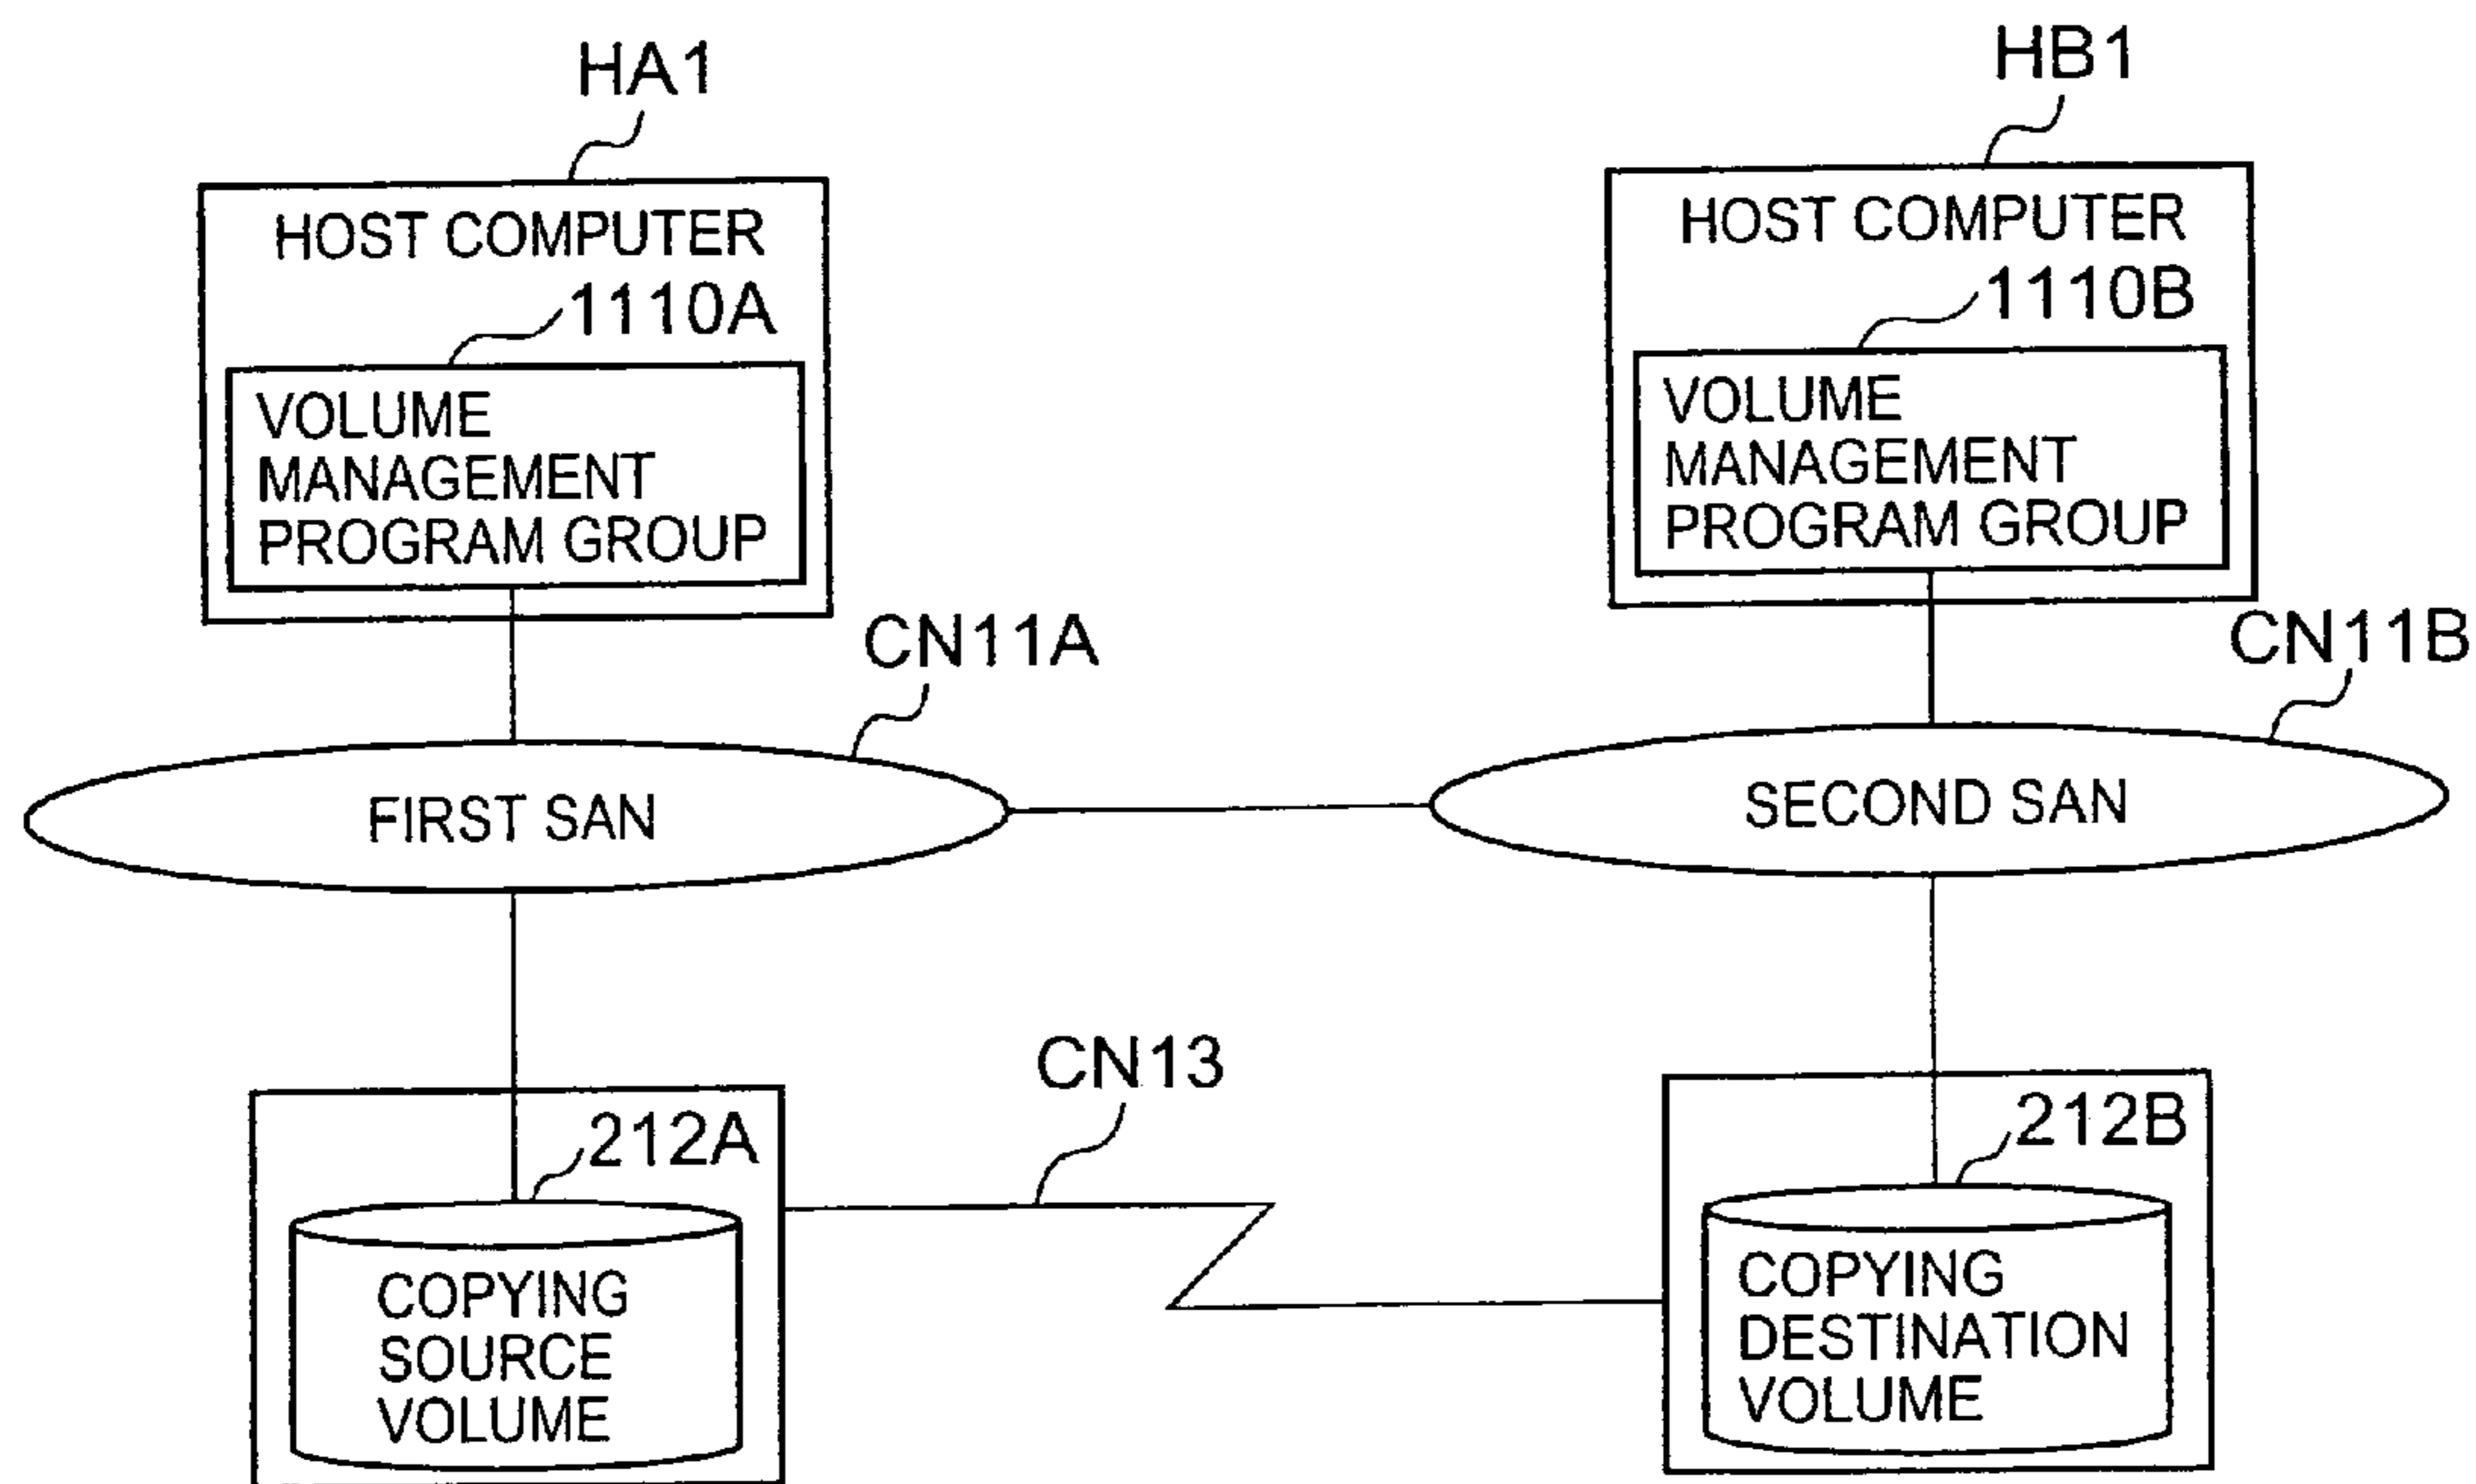 HA1
HB1
HOST COMPUTER
1110A
VOLUME
MANAGEMENT
PROGRAM GROUP
HOST COMPUTER
1110B
VOLUME
MANAGEMENT
PROGRAM GROUP
CN11A
CN11B
FIRST SAN
SECOND SAN
CN13
212A
COPYING
SOURCE
VOLUME
212B
COPYING
DESTINATION
VOLUME